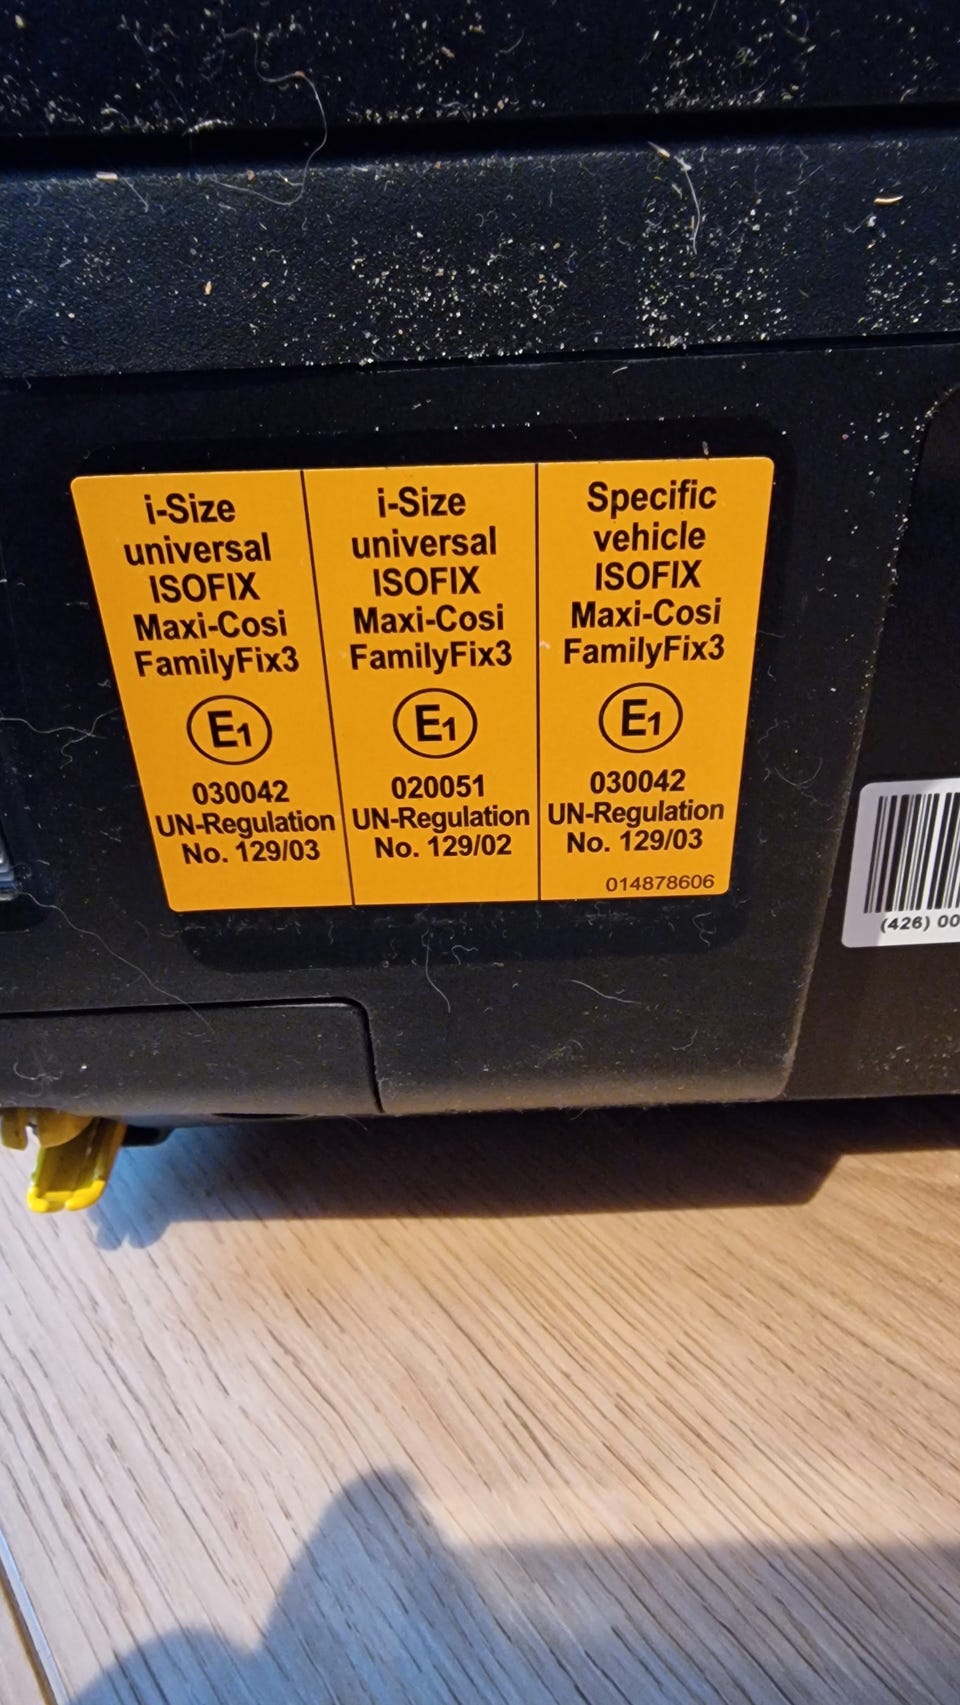 i-Size
universal
ISOFIX
Maxi-Cosi
FamilyFix3
E1
030042
UN-Regulation
No. 129/03
i-Size
universal
ISOFIX
Maxi-Cosi
FamilyFix3
E1
020051
UN-Regulation
No. 129/02
Specific
vehicle
ISOFIX
Maxi-Cosi
FamilyFix3
E1
030042
UN-Regulation
No. 129/03
014878606
(426) 00